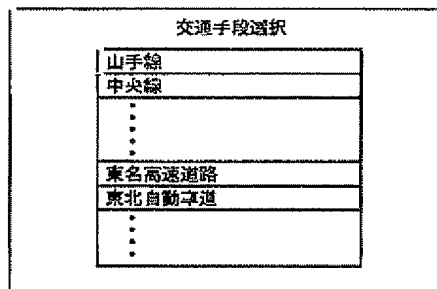 交通手段選択
山手線
中央線
東名高速道路
東北自動車道